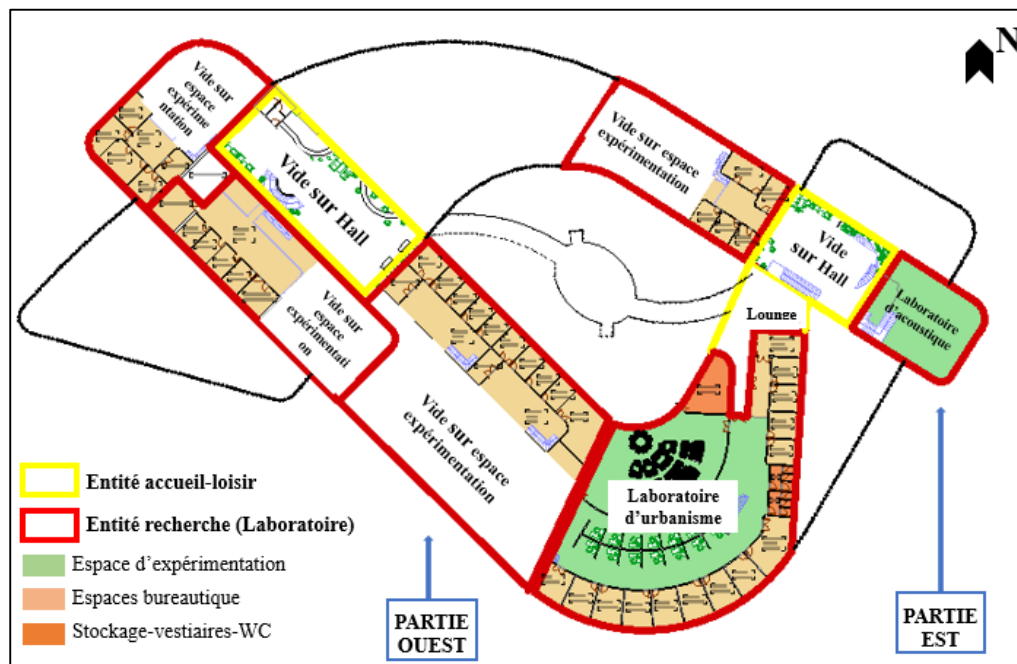 N
Vide sur
espace
expérime
ntation
Vide sur Hall
Vide sur espace
expérimentation
Vide
sur Hall
Laboratoire
d'acoustique
Lounge
Vide sur
espace
expérimentati
on
Vide sur espace
expérimentation
Laboratoire
d'urbanisme
Entité accueil-loisir
Entité recherche (Laboratoire)
Espace d'expérimentation
Espaces bureautique
Stockage-vestiaires-WC
PARTIE
OUEST
PARTIE
EST